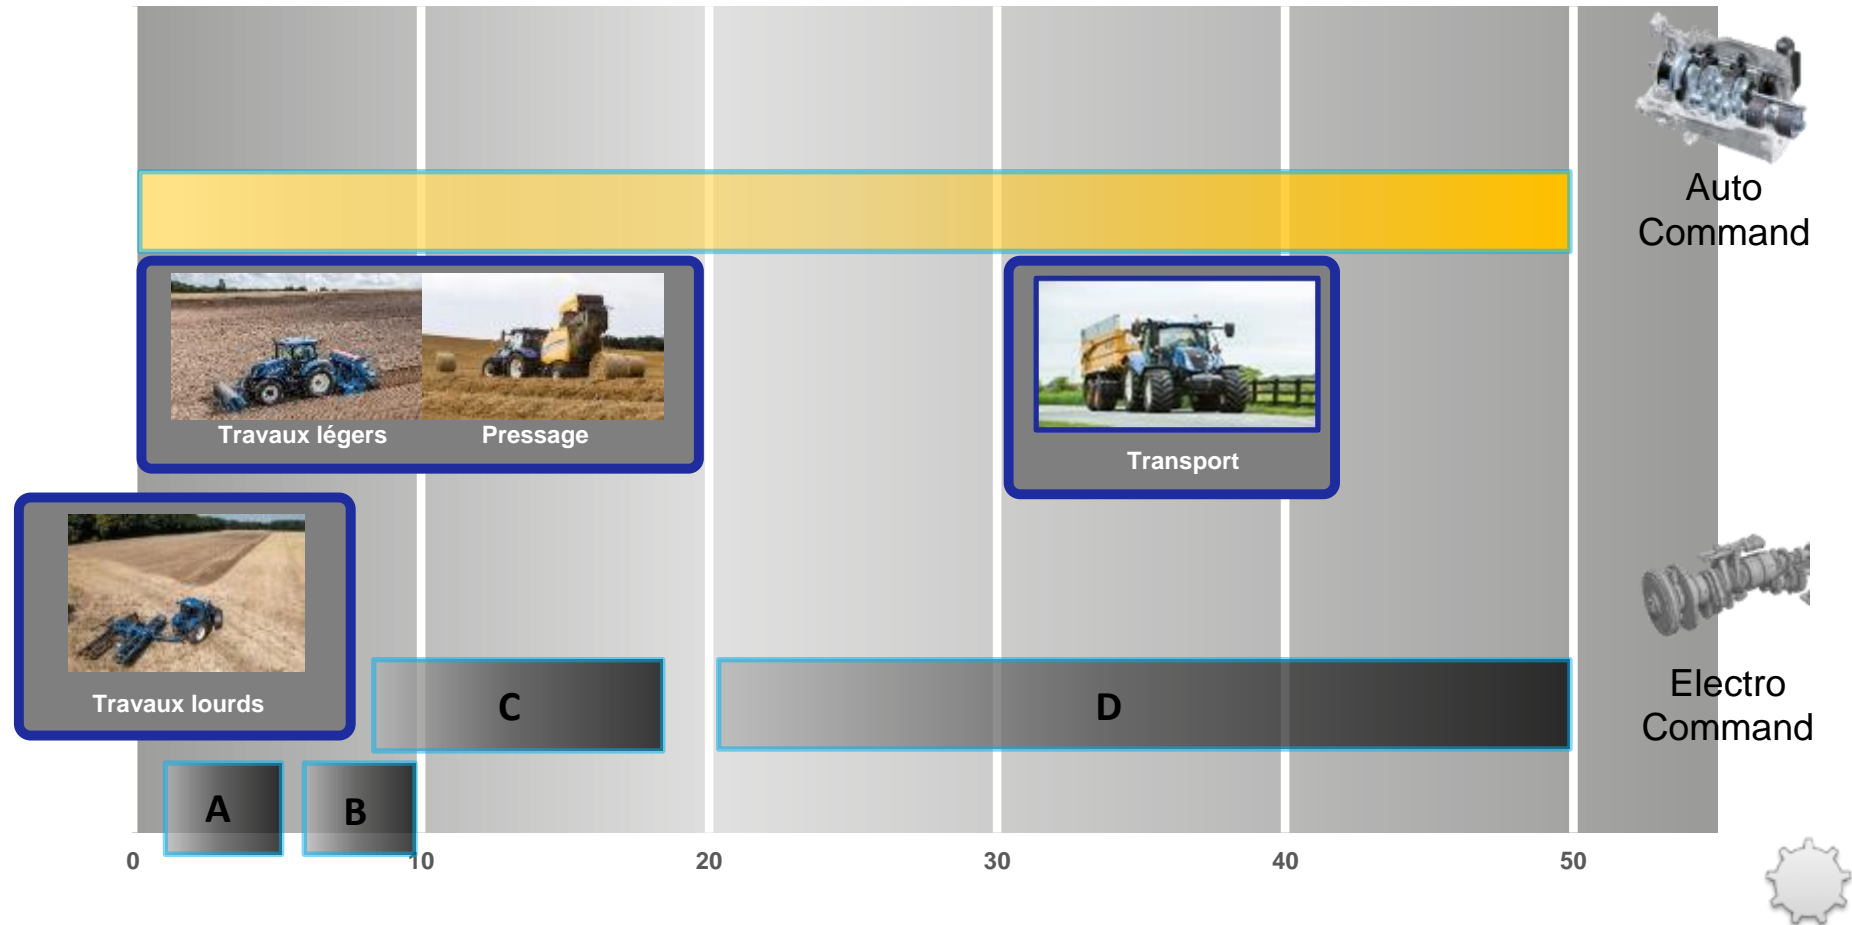 Auto
Command
Travaux légers
Pressage
Transport
Travaux lourds
C
D
Electro
Command
A
B
0
10
20
30
40
50